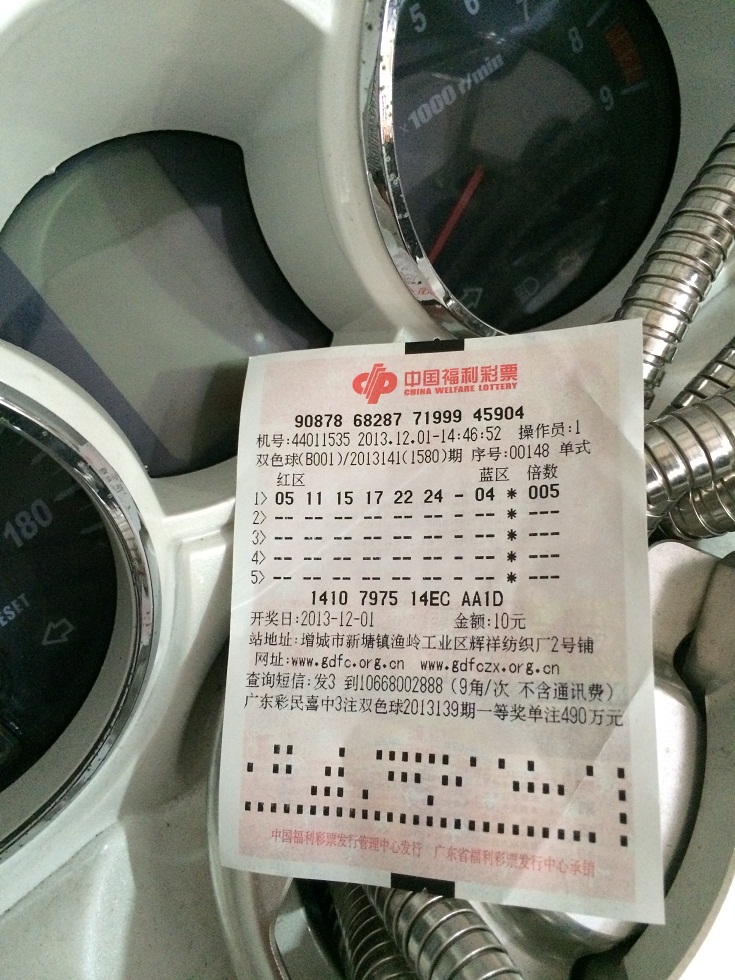 5 6 7 8 9
x1000 r/min
180
RESET
中国福利彩票
CHINA WELFARE LOTTERY
90878 68287 71999 45904
机号:44011535 2013.12.01-14:46:52 操作员:1
双色球(B001)/2013141(1580)期 序号:00148 单式
红区 蓝区 倍数
1> 05 11 15 17 22 24 - 04 * 005
2> -- -- -- -- -- -- - -- * ---
3> -- -- -- -- -- -- - -- * ---
4> -- -- -- -- -- -- - -- * ---
5> -- -- -- -- -- -- - -- * ---
1410 7975 14EC AA1D
开奖日:2013-12-01 金额:10元
站地址:增城市新塘镇渔岭工业区辉祥纺织厂2号铺
网址:www.gdfc.org.cn www.gdfczx.org.cn
查询短信:发3 到10668002888(9角/次 不含通讯费)
广东彩民喜中3注双色球2013139期一等奖单注490万元
中国福利彩票发行管理中心发行 广东省福利彩票发行中心承销